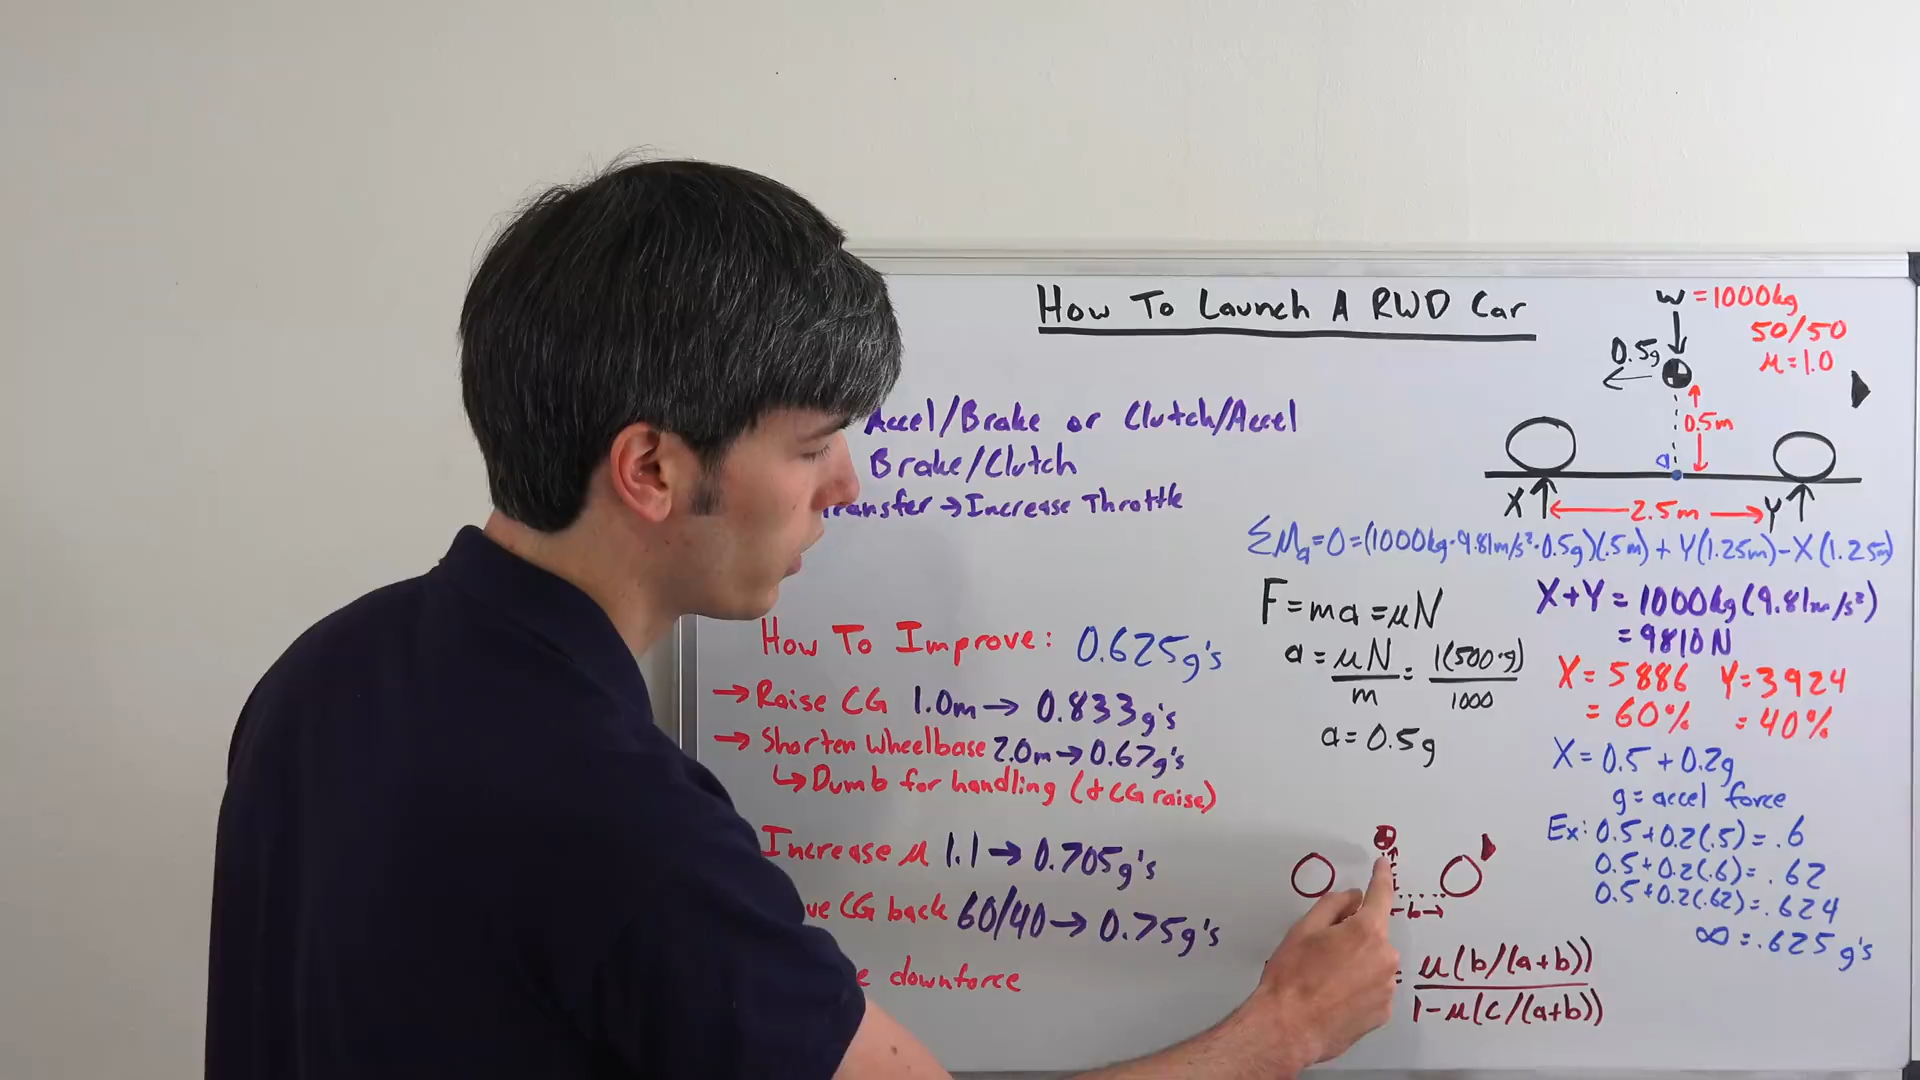 How To Launch A RWD Car
W = 1000kg
50/50
μ = 1.0
0.5g
0.5m
a
X
2.5m
Y
Accel/Brake or Clutch/Accel
Brake/Clutch
Transfer → Increase Throttle
ΣMa = 0 = (1000kg·9.81m/s²·0.5g)(.5m) + Y(1.25m) - X(1.25m)
F = ma = μN
a = μN/m = 1(500·g)/1000
a = 0.5g
X + Y = 1000kg(9.81m/s²)
= 9810N
X = 5886 Y = 3924
= 60% = 40%
X = 0.5 + 0.2g
g = accel force
Ex: 0.5 + 0.2(.5) = .6
0.5 + 0.2(.6) = .62
0.5 + 0.2(.62) = .624
∞ = .625 g's
How To Improve: 0.625g's
→ Raise CG 1.0m → 0.833g's
→ Shorten Wheelbase 2.0m → 0.67g's
↳ Dumb for handling (& CG raise)
Increase μ 1.1 → 0.705g's
ve CG back 60/40 → 0.75g's
e downforce
b →
= μ(b/(a+b))
1-μ(c/(a+b))